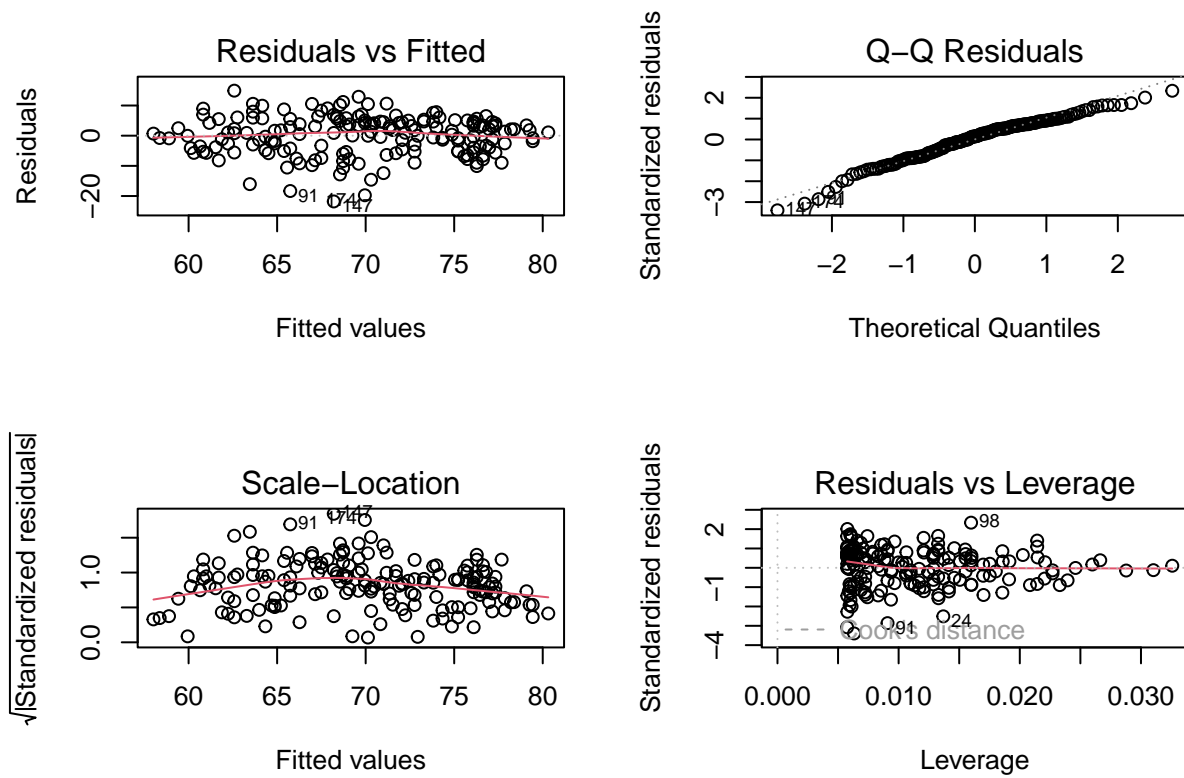 Residuals vs Fitted
Residuals
0
−20
91
174
147
60 65 70 75 80
Fitted values
Q−Q Residuals
Standardized residuals
2
0
−3
147
174
−2 −1 0 1 2
Theoretical Quantiles
Scale−Location
√|Standardized residuals|
1.0
0.0
91
174
147
60 65 70 75 80
Fitted values
Residuals vs Leverage
Standardized residuals
2
−1
−4
98
91
24
Cook's distance
0.000 0.010 0.020 0.030
Leverage